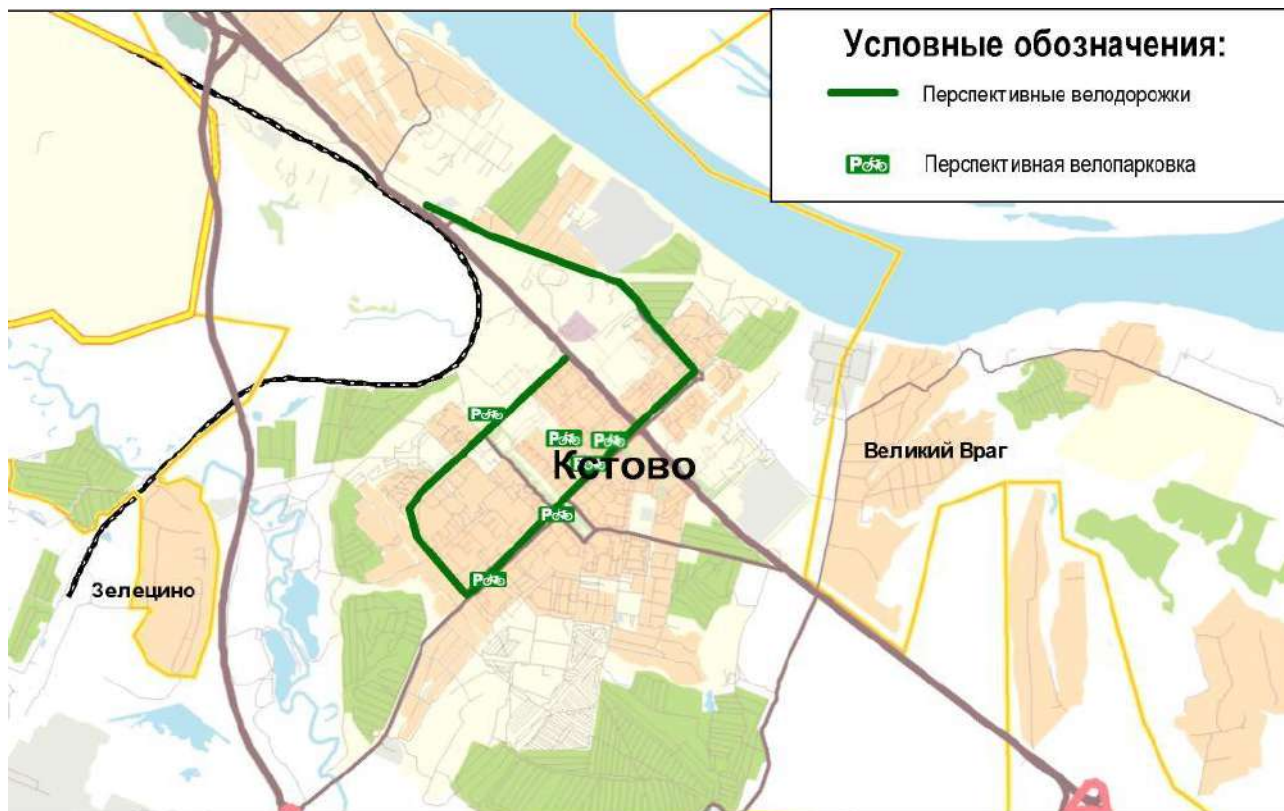 Условные обозначения:
Перспективные велодорожки
P
Перспективная велопарковка
P
P
P
P
Кстово
Великий Враг
P
P
Зелецино